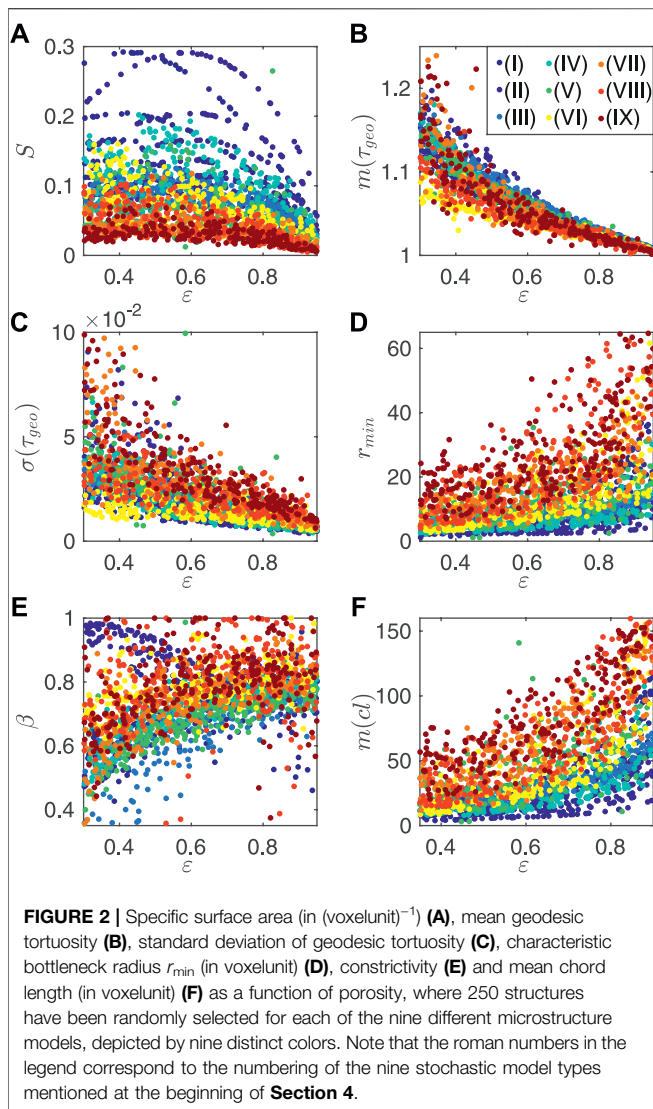 A
B
S
0.3
0.2
0.1
0
0.4 0.6 0.8
ε
m(τgeo)
1.2
1.1
1
0.4 0.6 0.8
ε
(I) (IV) (VII)
(II) (V) (VIII)
(III) (VI) (IX)
C
D
×10-2
σ(τgeo)
10
5
0
0.4 0.6 0.8
ε
rmin
60
40
20
0
0.4 0.6 0.8
ε
E
F
β
1
0.8
0.6
0.4
0.4 0.6 0.8
ε
m(cl)
150
100
50
0
0.4 0.6 0.8
ε
FIGURE 2 | Specific surface area (in (voxelunit)−1) (A), mean geodesic
tortuosity (B), standard deviation of geodesic tortuosity (C), characteristic
bottleneck radius rmin (in voxelunit) (D), constrictivity (E) and mean chord
length (in voxelunit) (F) as a function of porosity, where 250 structures
have been randomly selected for each of the nine different microstructure
models, depicted by nine distinct colors. Note that the roman numbers in the
legend correspond to the numbering of the nine stochastic model types
mentioned at the beginning of Section 4.